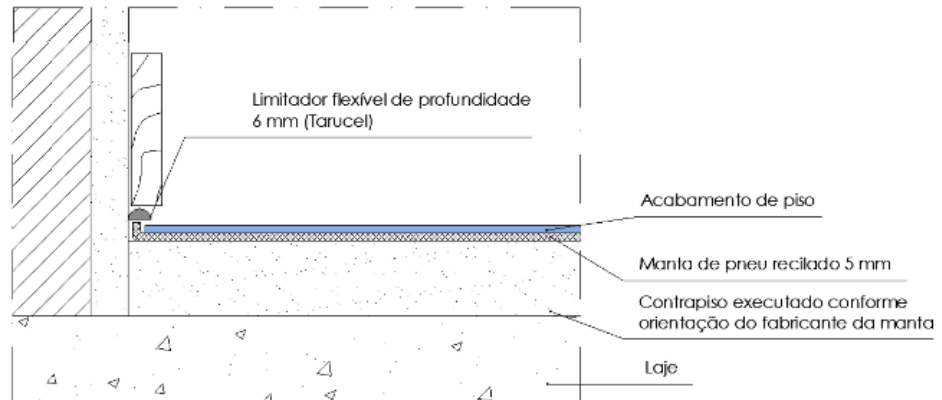 Limitador flexível de profundidade
6 mm (Tarucel)
Acabamento de piso
Manta de pneu recilado 5 mm
Contrapiso executado conforme
orientação do fabricante da manta
Laje